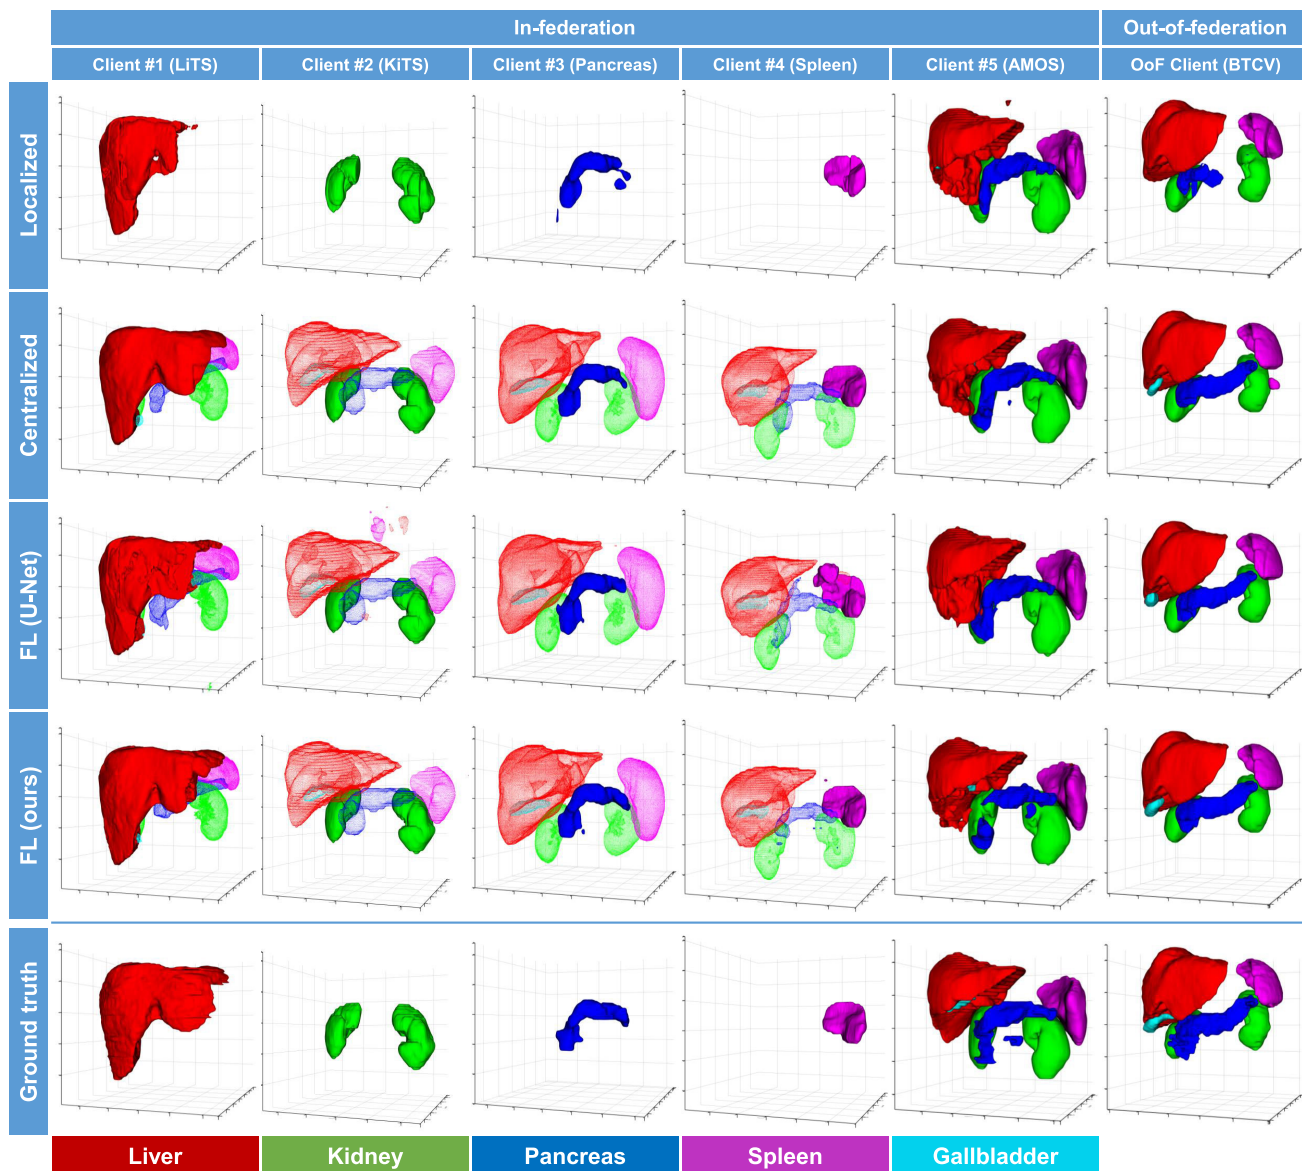 In-federation
Out-of-federation
Client #1 (LiTS)
Client #2 (KiTS)
Client #3 (Pancreas)
Client #4 (Spleen)
Client #5 (AMOS)
OoF Client (BTCV)
Localized
Centralized
FL (U-Net)
FL (ours)
Ground truth
Liver
Kidney
Pancreas
Spleen
Gallbladder